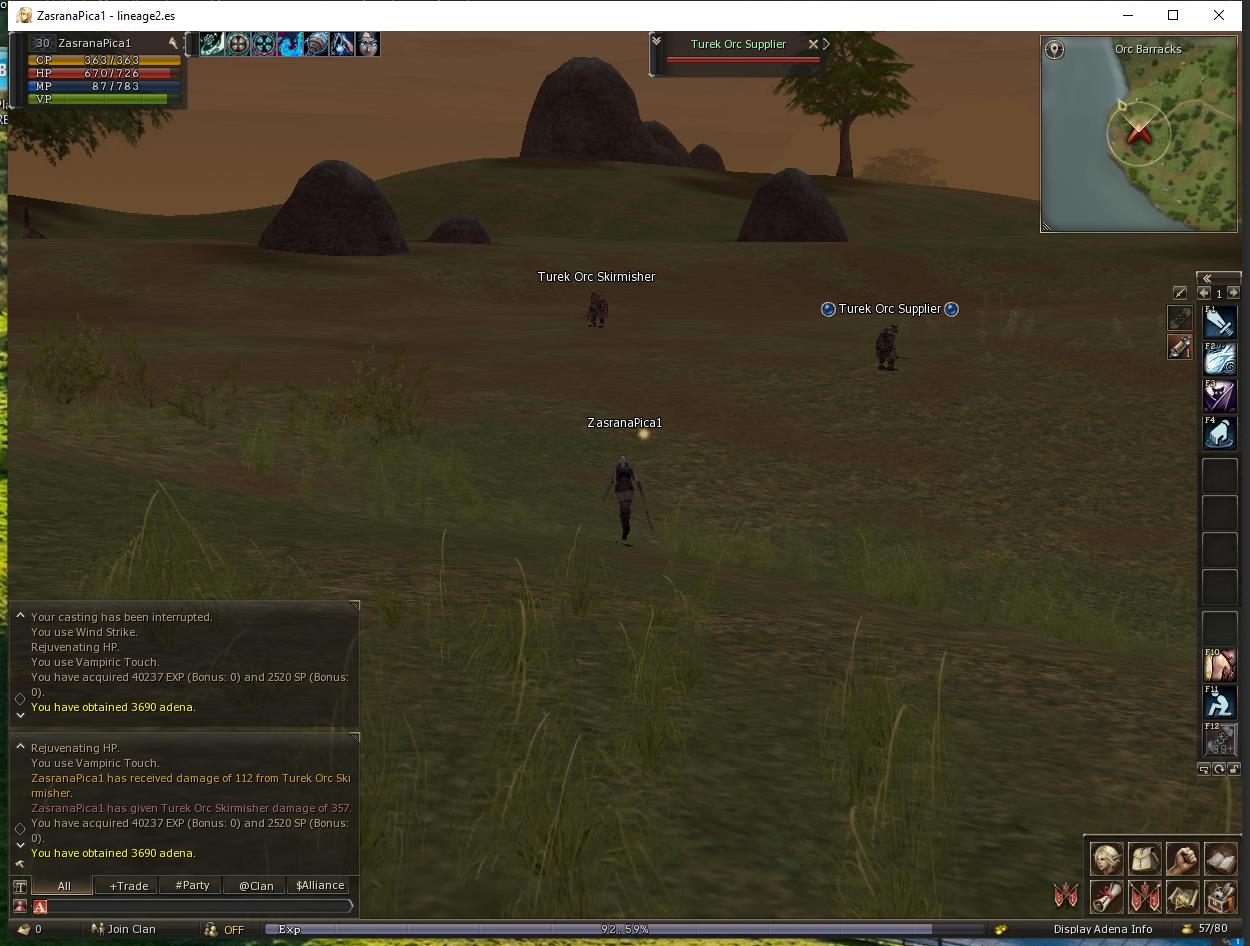 ZasranaPica1 - lineage2.es
30 ZasranaPica1
CP 363/363
HP 670/726
MP 87/783
VP
Turek Orc Supplier
Orc Barracks
Turek Orc Skirmisher
Turek Orc Supplier
ZasranaPica1
1
F1
F2
F3
F4
1
F10
F11
F12
99+
Your casting has been interrupted.
You use Wind Strike.
Rejuvenating HP.
You use Vampiric Touch.
You have acquired 40237 EXP (Bonus: 0) and 2520 SP (Bonus:
0).
You have obtained 3690 adena.
Rejuvenating HP.
You use Vampiric Touch.
ZasranaPica1 has received damage of 112 from Turek Orc Ski
rmisher.
ZasranaPica1 has given Turek Orc Skirmisher damage of 357.
You have acquired 40237 EXP (Bonus: 0) and 2520 SP (Bonus:
0).
You have obtained 3690 adena.
T All +Trade #Party @Clan $Alliance
A
0 Join Clan OFF Exp 92.59% Display Adena Info 57/80